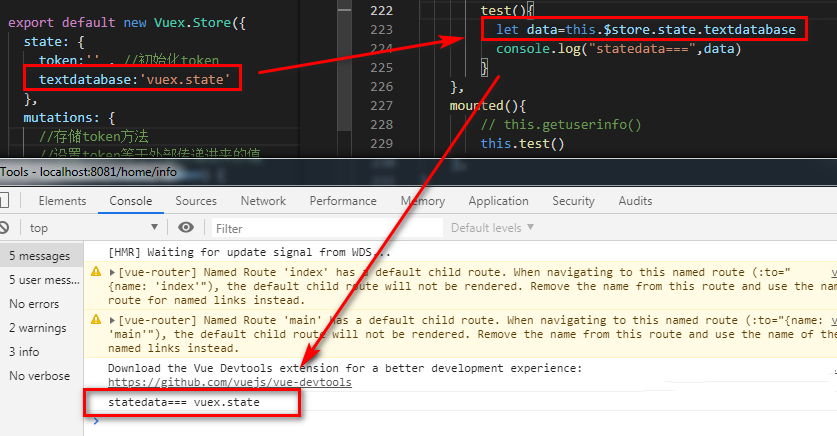 export default new Vuex.Store({
state: {
token:'' , //初始化token
textdatabase:'vuex.state'
},
mutations: {
//存储token方法
//设置token等于外部传递进来的值
222 test(){
223 let data=this.$store.state.textdatabase
224 console.log("statedata===",data)
225 }
226 },
227 mounted(){
228 // this.getuserinfo()
229 this.test()
Tools - localhost:8081/home/info
Elements Console Sources Network Performance Memory Application Security Audits
top Filter Default levels ▼
5 messages
5 user mess...
No errors
2 warnings
3 info
No verbose
[HMR] Waiting for update signal from WDS...
[vue-router] Named Route 'index' has a default child route. When navigating to this named route (:to="
{name: 'index'"), the default child route will not be rendered. Remove the name from this route and use the nam
route for named links instead.
[vue-router] Named Route 'main' has a default child route. When navigating to this named route (:to="{name:
'main'"), the default child route will not be rendered. Remove the name from this route and use the name of the
named links instead.
Download the Vue Devtools extension for a better development experience:
https://github.com/vuejs/vue-devtools
statedata=== vuex.state
>